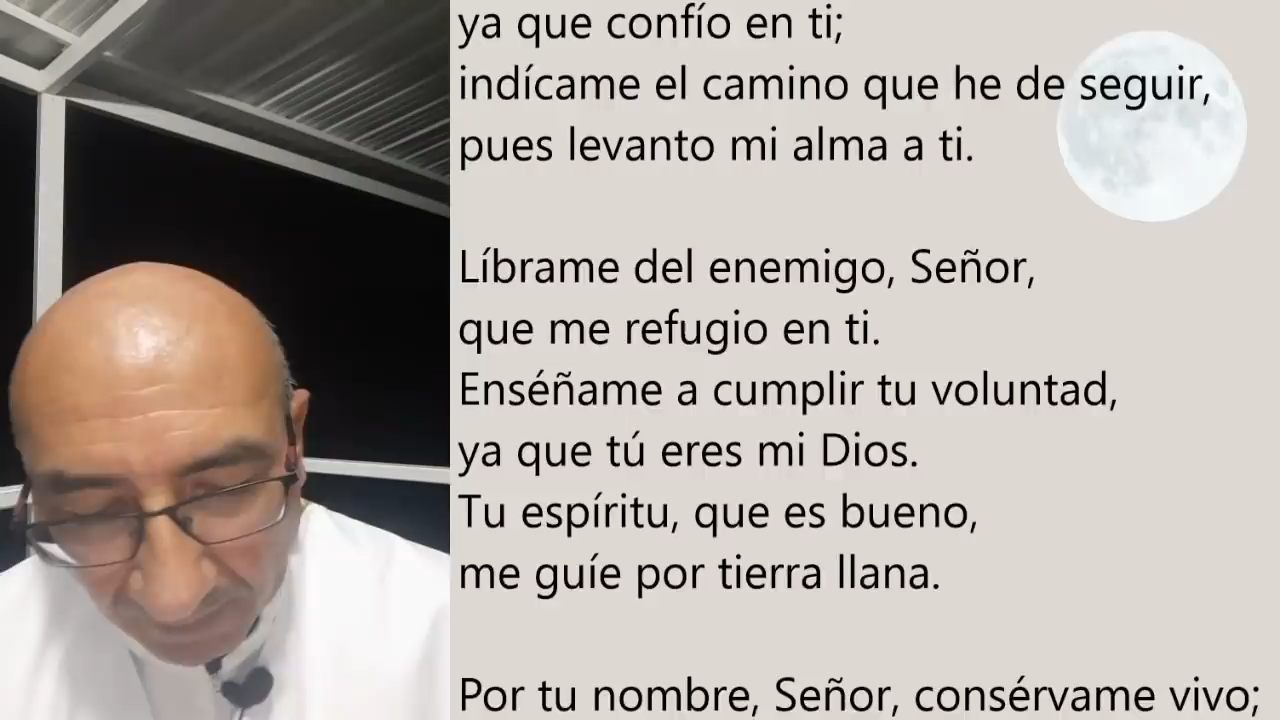 ya que confío en ti;
indícame el camino que he de seguir,
pues levanto mi alma a ti.
Líbrame del enemigo, Señor,
que me refugio en ti.
Enséñame a cumplir tu voluntad,
ya que tú eres mi Dios.
Tu espíritu, que es bueno,
me guíe por tierra llana.
Por tu nombre, Señor, consérvame vivo;